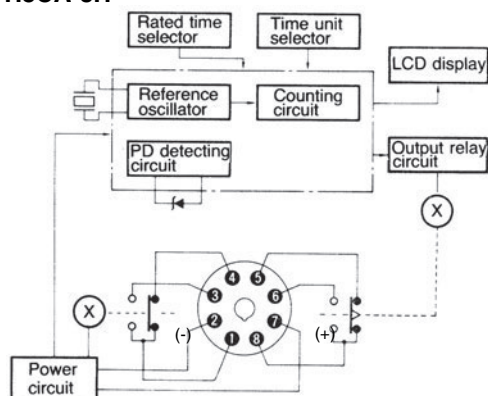 Rated time
selector
Time unit
selector
LCD display
Reference
oscillator
Counting
circuit
PD detecting
circuit
Output relay
circuit
X
4
5
3
6
X
2
7
(-)
(+)
1
8
Power
circuit